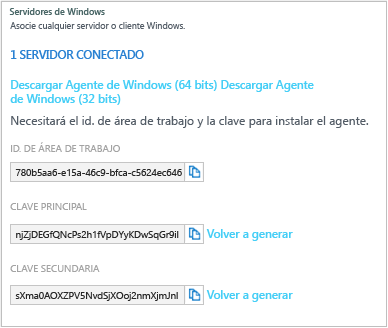 Servidores de Windows
Asocie cualquier servidor o cliente Windows.
1 SERVIDOR CONECTADO
Descargar Agente de Windows (64 bits) Descargar Agente
de Windows (32 bits)
Necesitará el id. de área de trabajo y la clave para instalar el agente.
ID. DE ÁREA DE TRABAJO
780b5aa6-e15a-46c9-bfca-c5624ec646
CLAVE PRINCIPAL
njZjDEGfQNcPs2h1fVpDYyKDwSqGr9il Volver a generar
CLAVE SECUNDARIA
sXma0AOXZPV5NvdSjXOoj2nmXjmJnl Volver a generar